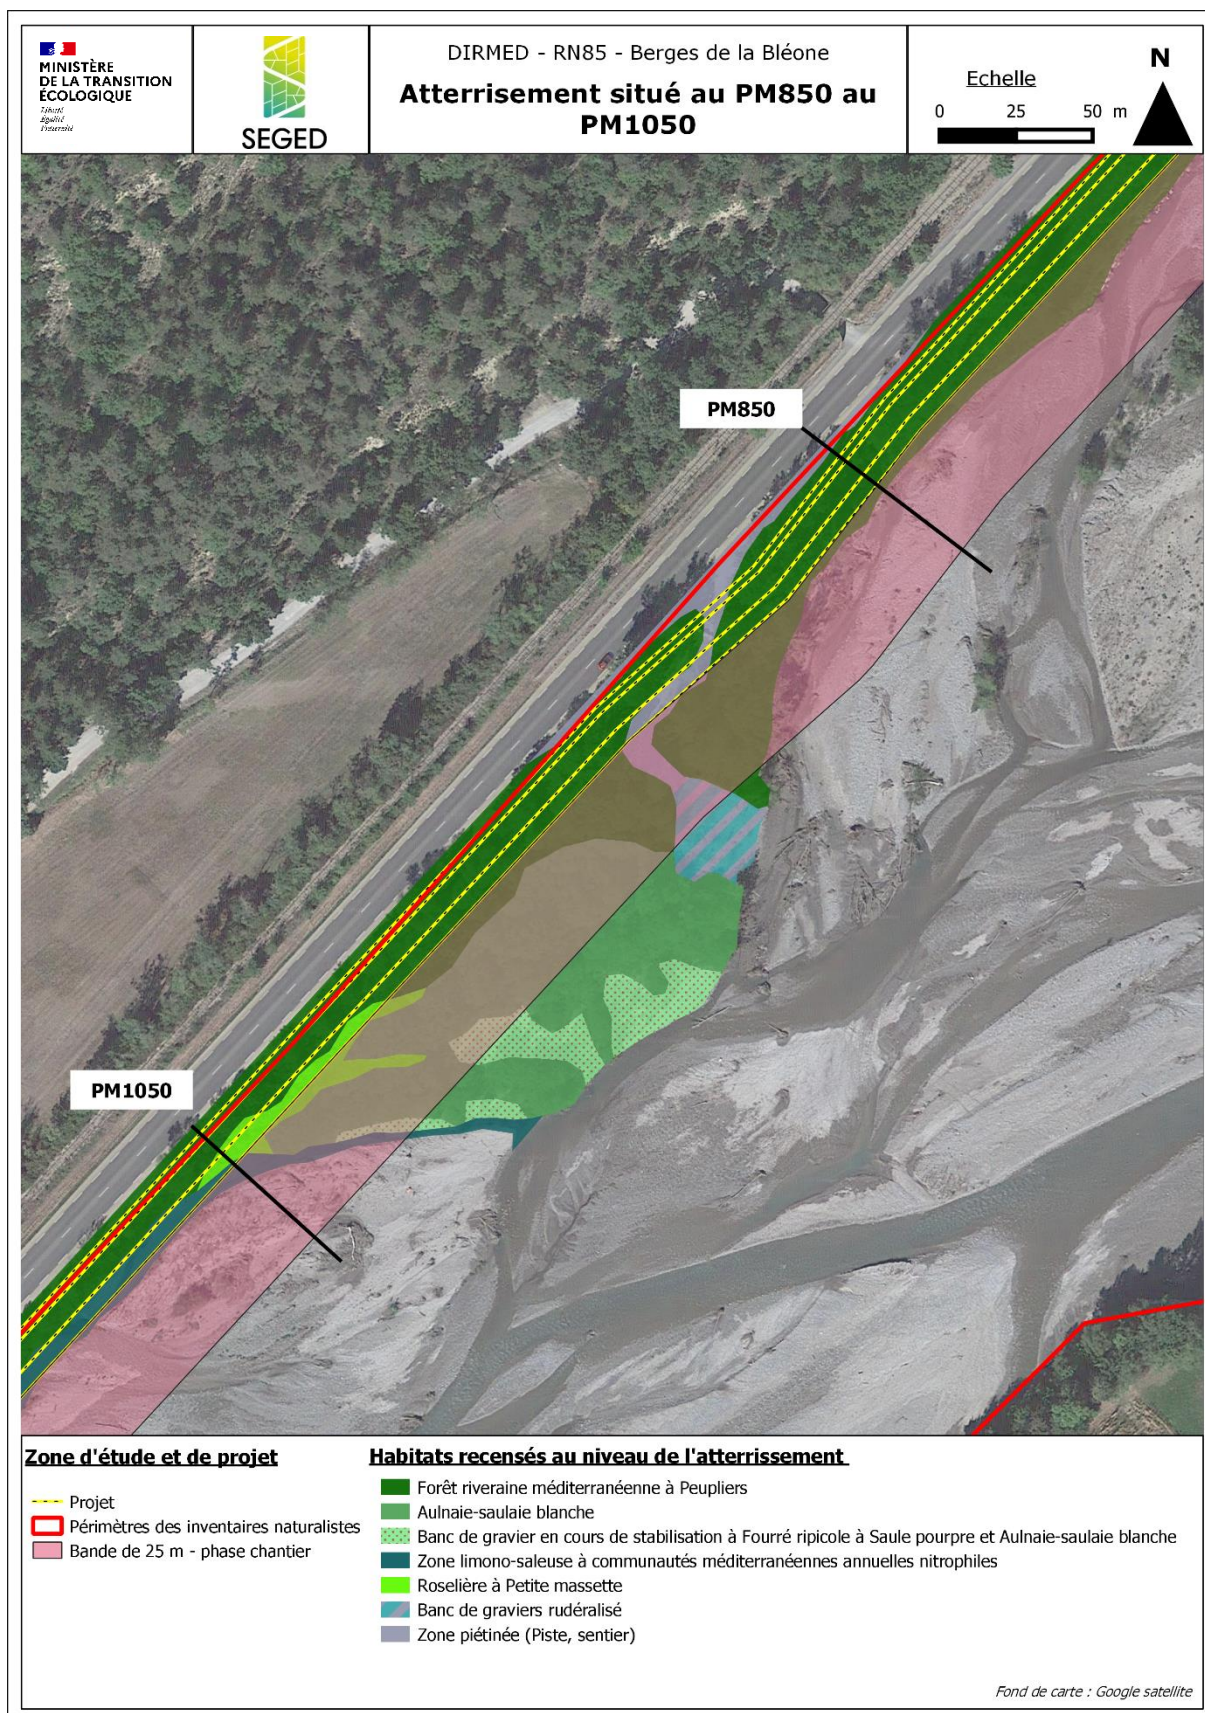 MINISTÈRE
DE LA TRANSITION
ÉCOLOGIQUE
Liberté
Égalité
Fraternité
SEGED
DIRMED - RN85 - Berges de la Bléone
Atterrisement situé au PM850 au
PM1050
Echelle
0 25 50 m
N
PM850
PM1050
Zone d'étude et de projet
Projet
Périmètres des inventaires naturalistes
Bande de 25 m - phase chantier
Habitats recensés au niveau de l'atterrissement
Forêt riveraine méditerranéenne à Peupliers
Aulnaie-saulaie blanche
Banc de gravier en cours de stabilisation à Fourré ripicole à Saule pourpre et Aulnaie-saulaie blanche
Zone limono-saleuse à communautés méditerranéennes annuelles nitrophiles
Roselière à Petite massette
Banc de graviers rudéralisé
Zone piétinée (Piste, sentier)
Fond de carte : Google satellite